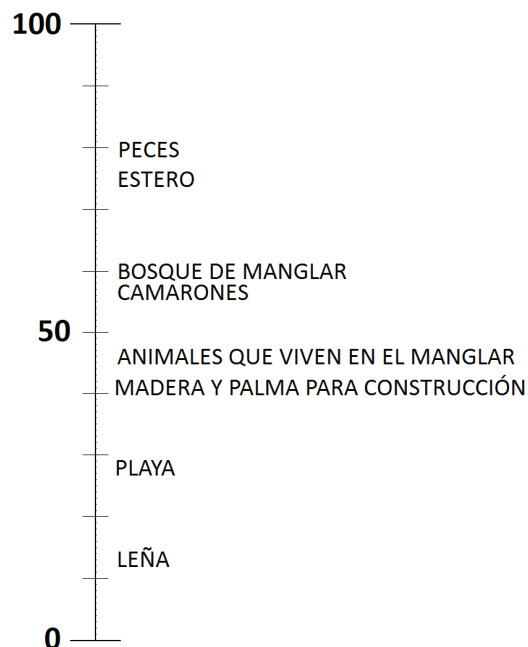 100
PECES
ESTERO
BOSQUE DE MANGLAR
CAMARONES
50
ANIMALES QUE VIVEN EN EL MANGLAR
MADERA Y PALMA PARA CONSTRUCCIÓN
PLAYA
LEÑA
0